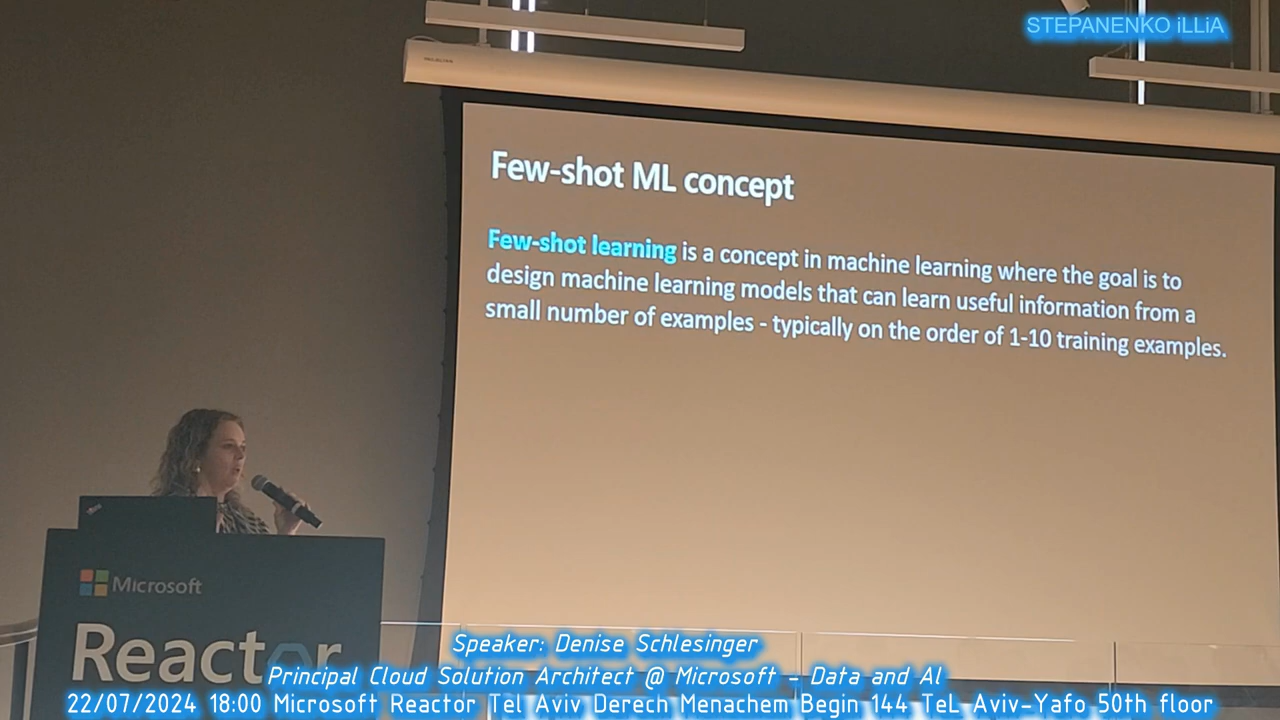 STEPANENKO iLLiA
Few-shot ML concept
Few-shot learning is a concept in machine learning where the goal is to
design machine learning models that can learn useful information from a
small number of examples - typically on the order of 1-10 training examples.
Microsoft
Reactor
Speaker: Denise Schlesinger
Principal Cloud Solution Architect @ Microsoft - Data and AI
22/07/2024 18:00 Microsoft Reactor Tel Aviv Derech Menachem Begin 144 TeL Aviv-Yafo 50th floor